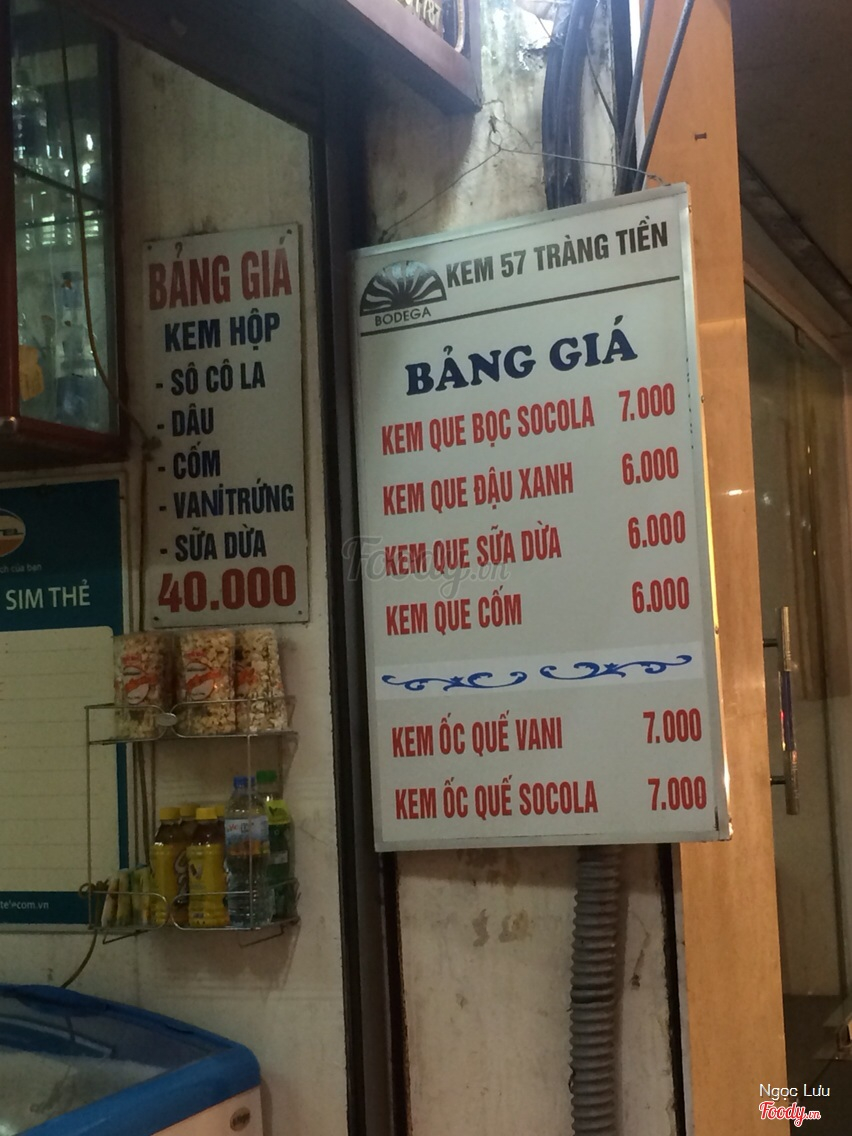 BẢNG GIÁ
KEM HỘP
- SÔ CÔ LA
- DÂU
- CỐM
- VANI TRỨNG
- SỮA DỪA
40.000
KEM 57 TRÀNG TIỀN
BODEGA
BẢNG GIÁ
KEM QUE BỌC SOCOLA 7.000
KEM QUE ĐẬU XANH 6.000
KEM QUE SỮA DỪA 6.000
KEM QUE CỐM 6.000
KEM ỐC QUẾ VANI 7.000
KEM ỐC QUẾ SOCOLA 7.000
SIM THẺ
Foody.vn
Ngọc Lưu
Foody.vn